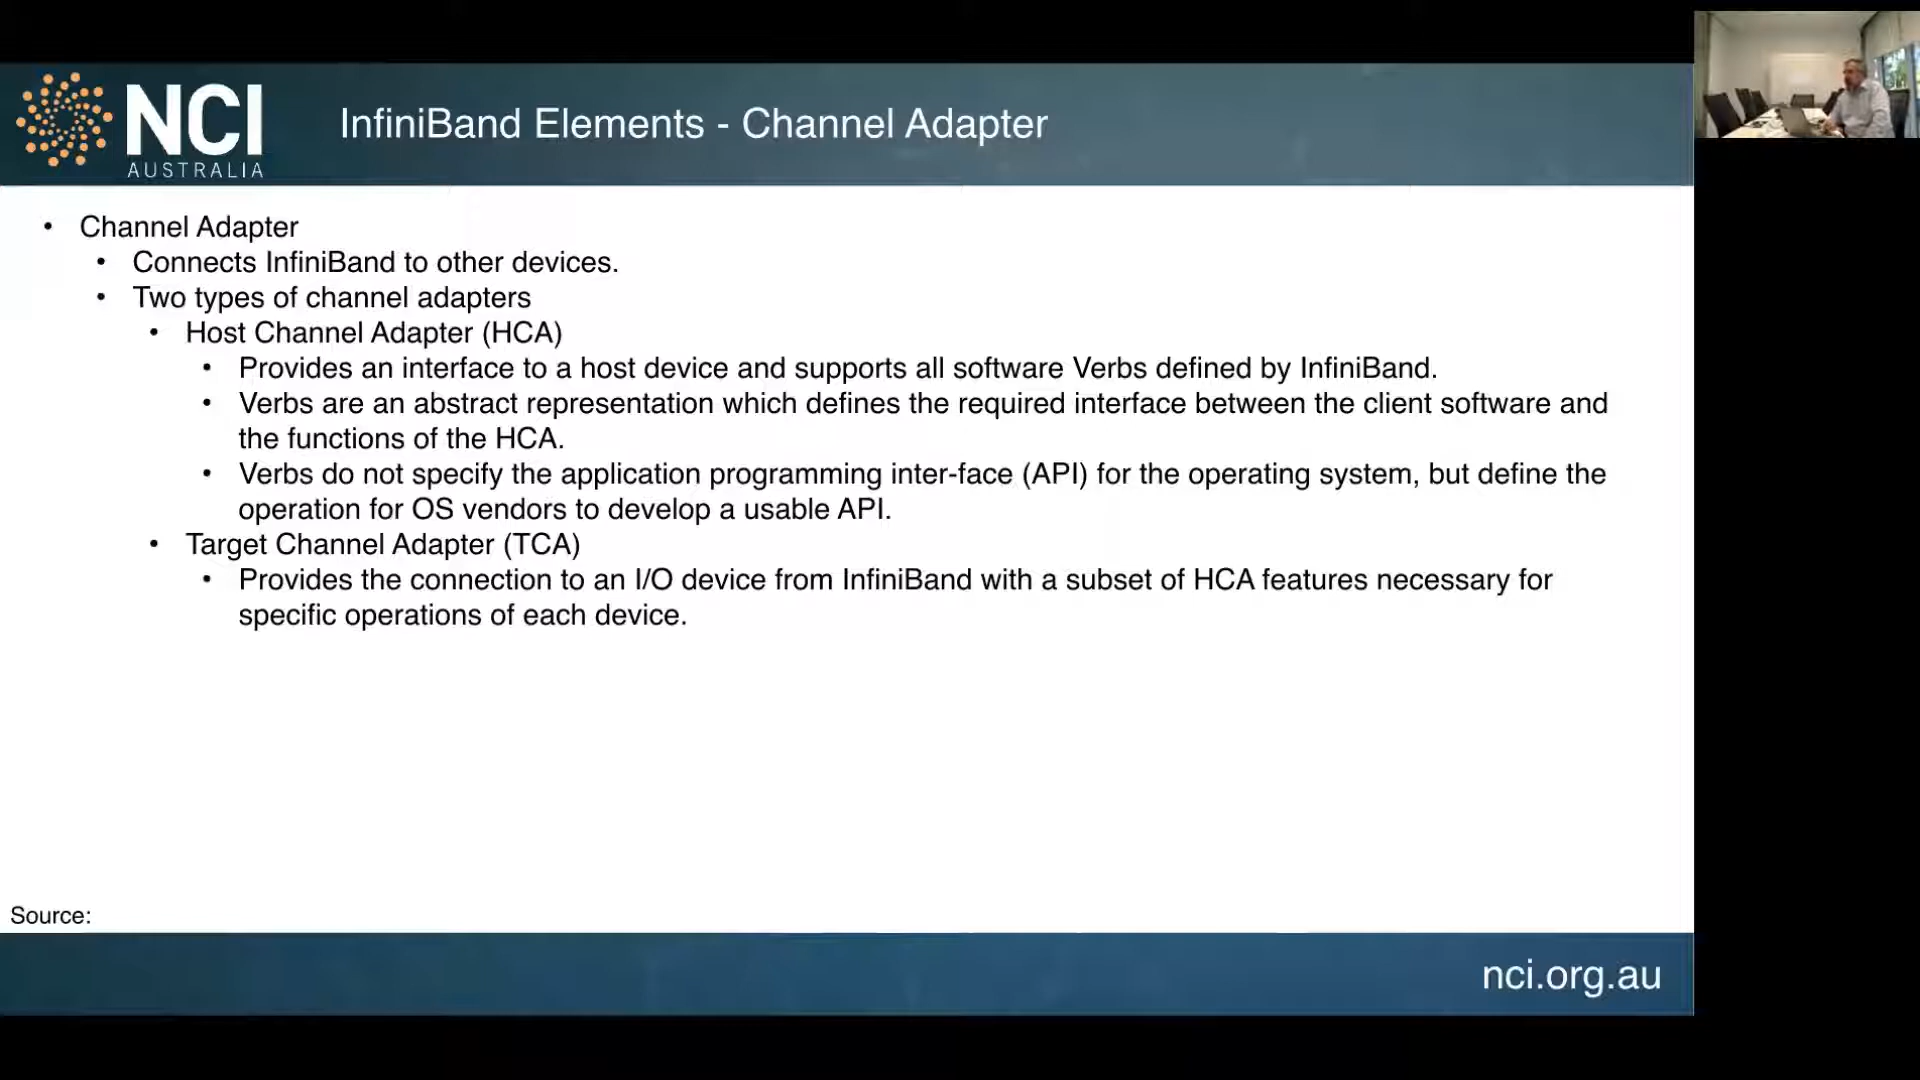 NCI
AUSTRALIA
InfiniBand Elements - Channel Adapter
• Channel Adapter
• Connects InfiniBand to other devices.
• Two types of channel adapters
• Host Channel Adapter (HCA)
• Provides an interface to a host device and supports all software Verbs defined by InfiniBand.
• Verbs are an abstract representation which defines the required interface between the client software and
the functions of the HCA.
• Verbs do not specify the application programming inter-face (API) for the operating system, but define the
operation for OS vendors to develop a usable API.
• Target Channel Adapter (TCA)
• Provides the connection to an I/O device from InfiniBand with a subset of HCA features necessary for
specific operations of each device.
Source:
nci.org.au